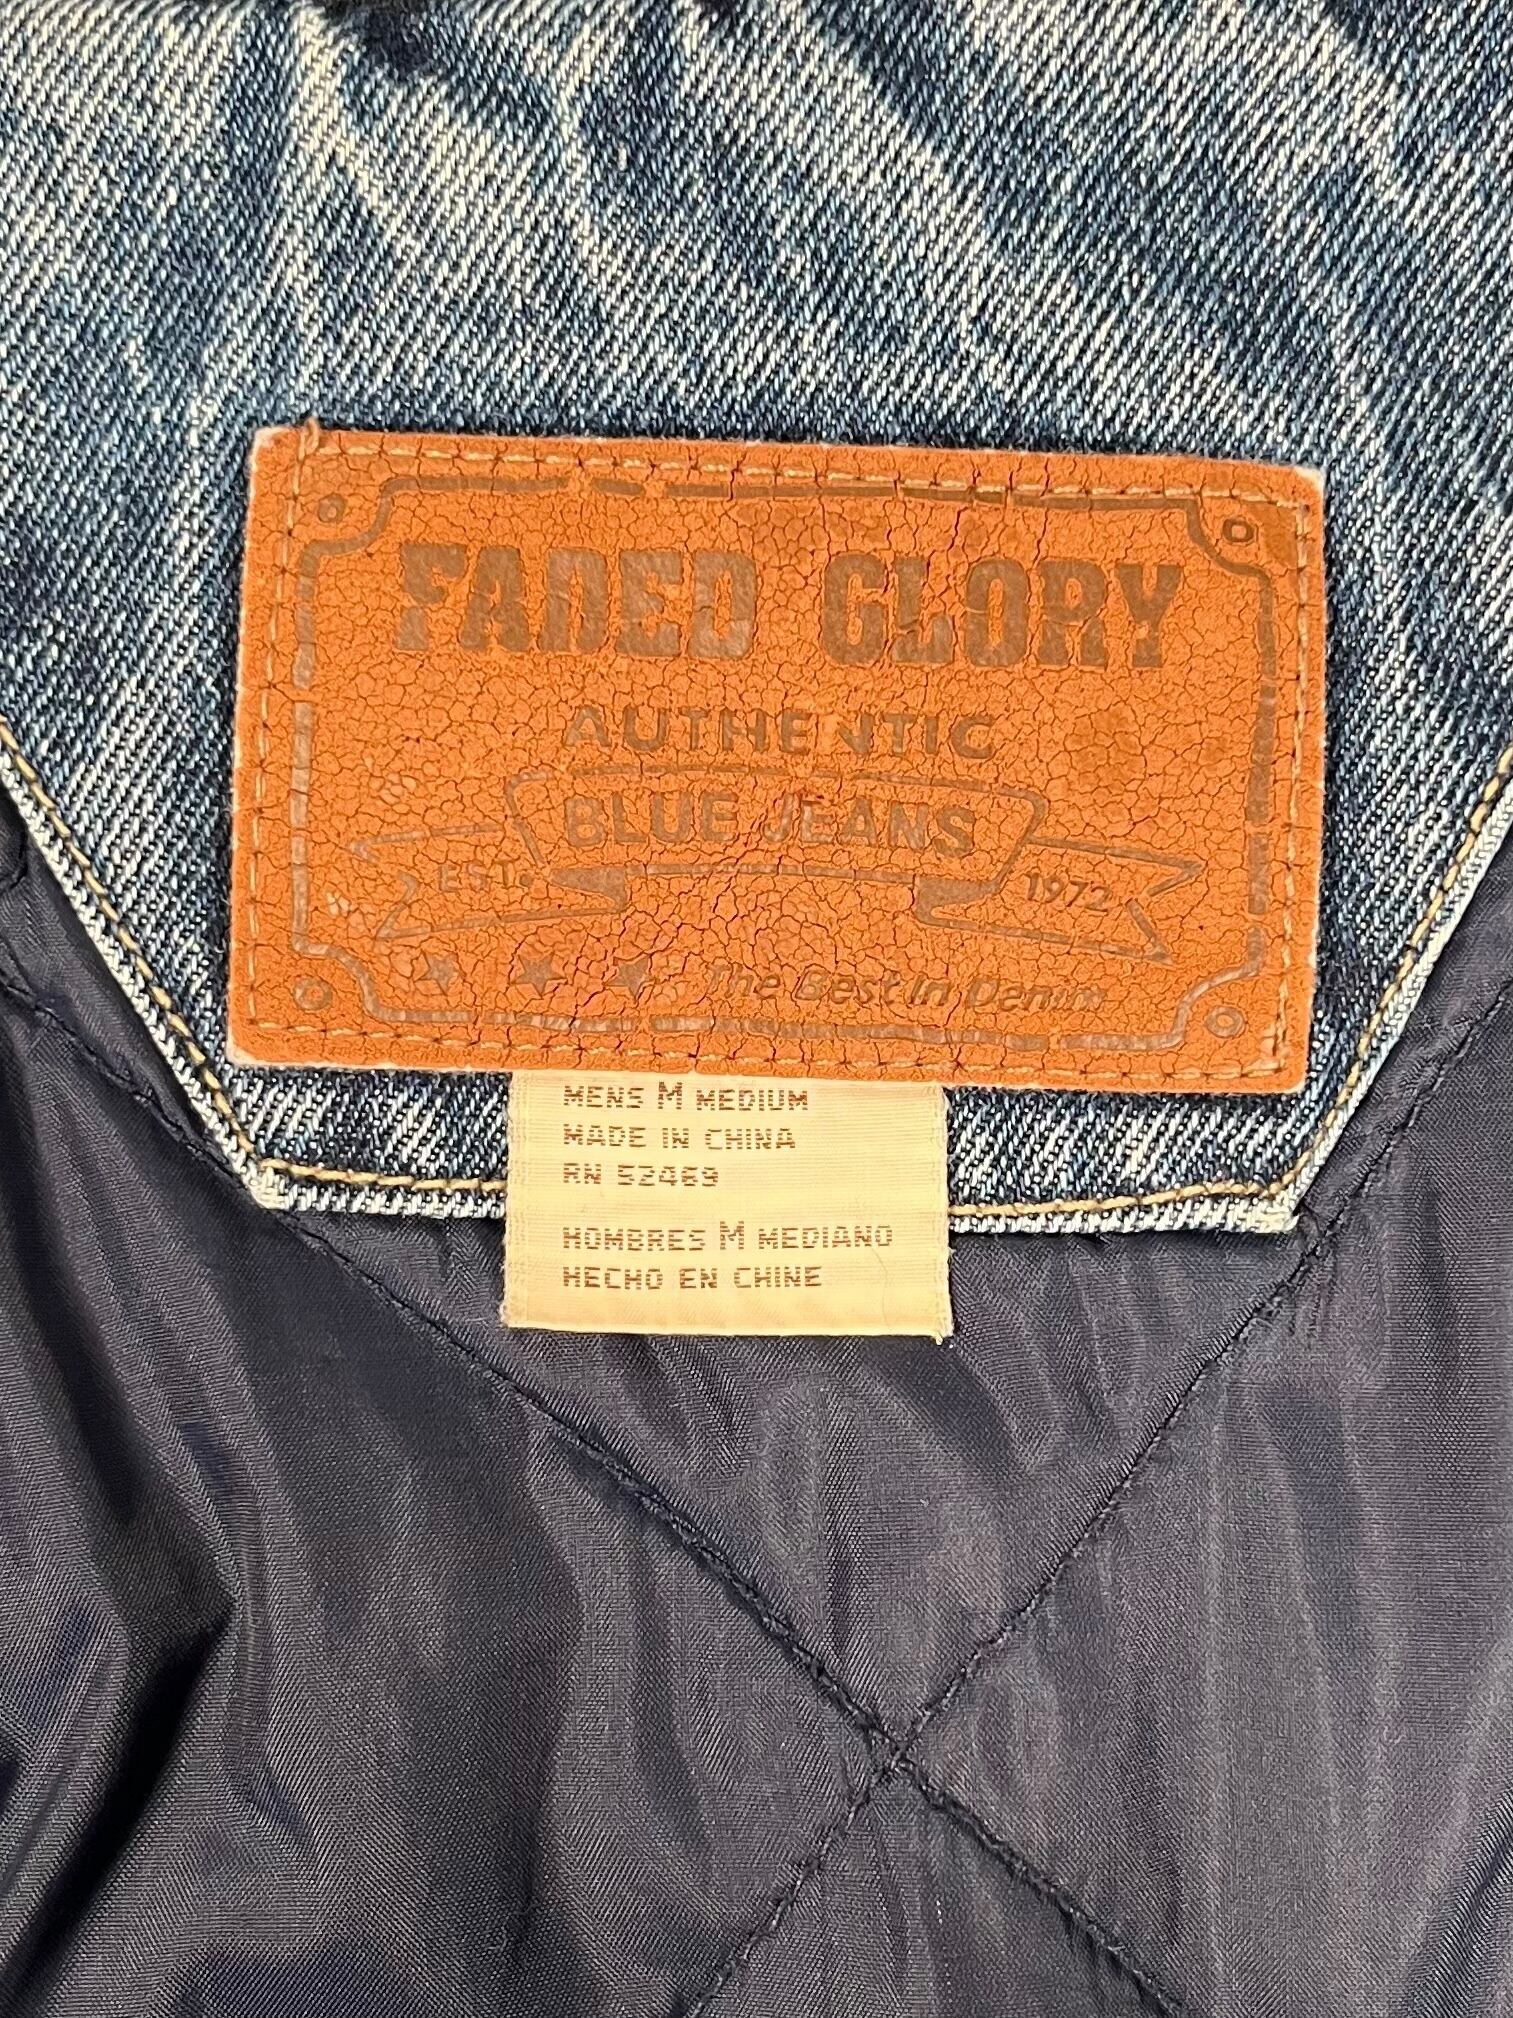 FADED GLORY
AUTHENTIC
BLUE JEANS
EST. 1972
The Best In Denim
MENS M MEDIUM
MADE IN CHINA
RN 52469
HOMBRES M MEDIANO
HECHO EN CHINE